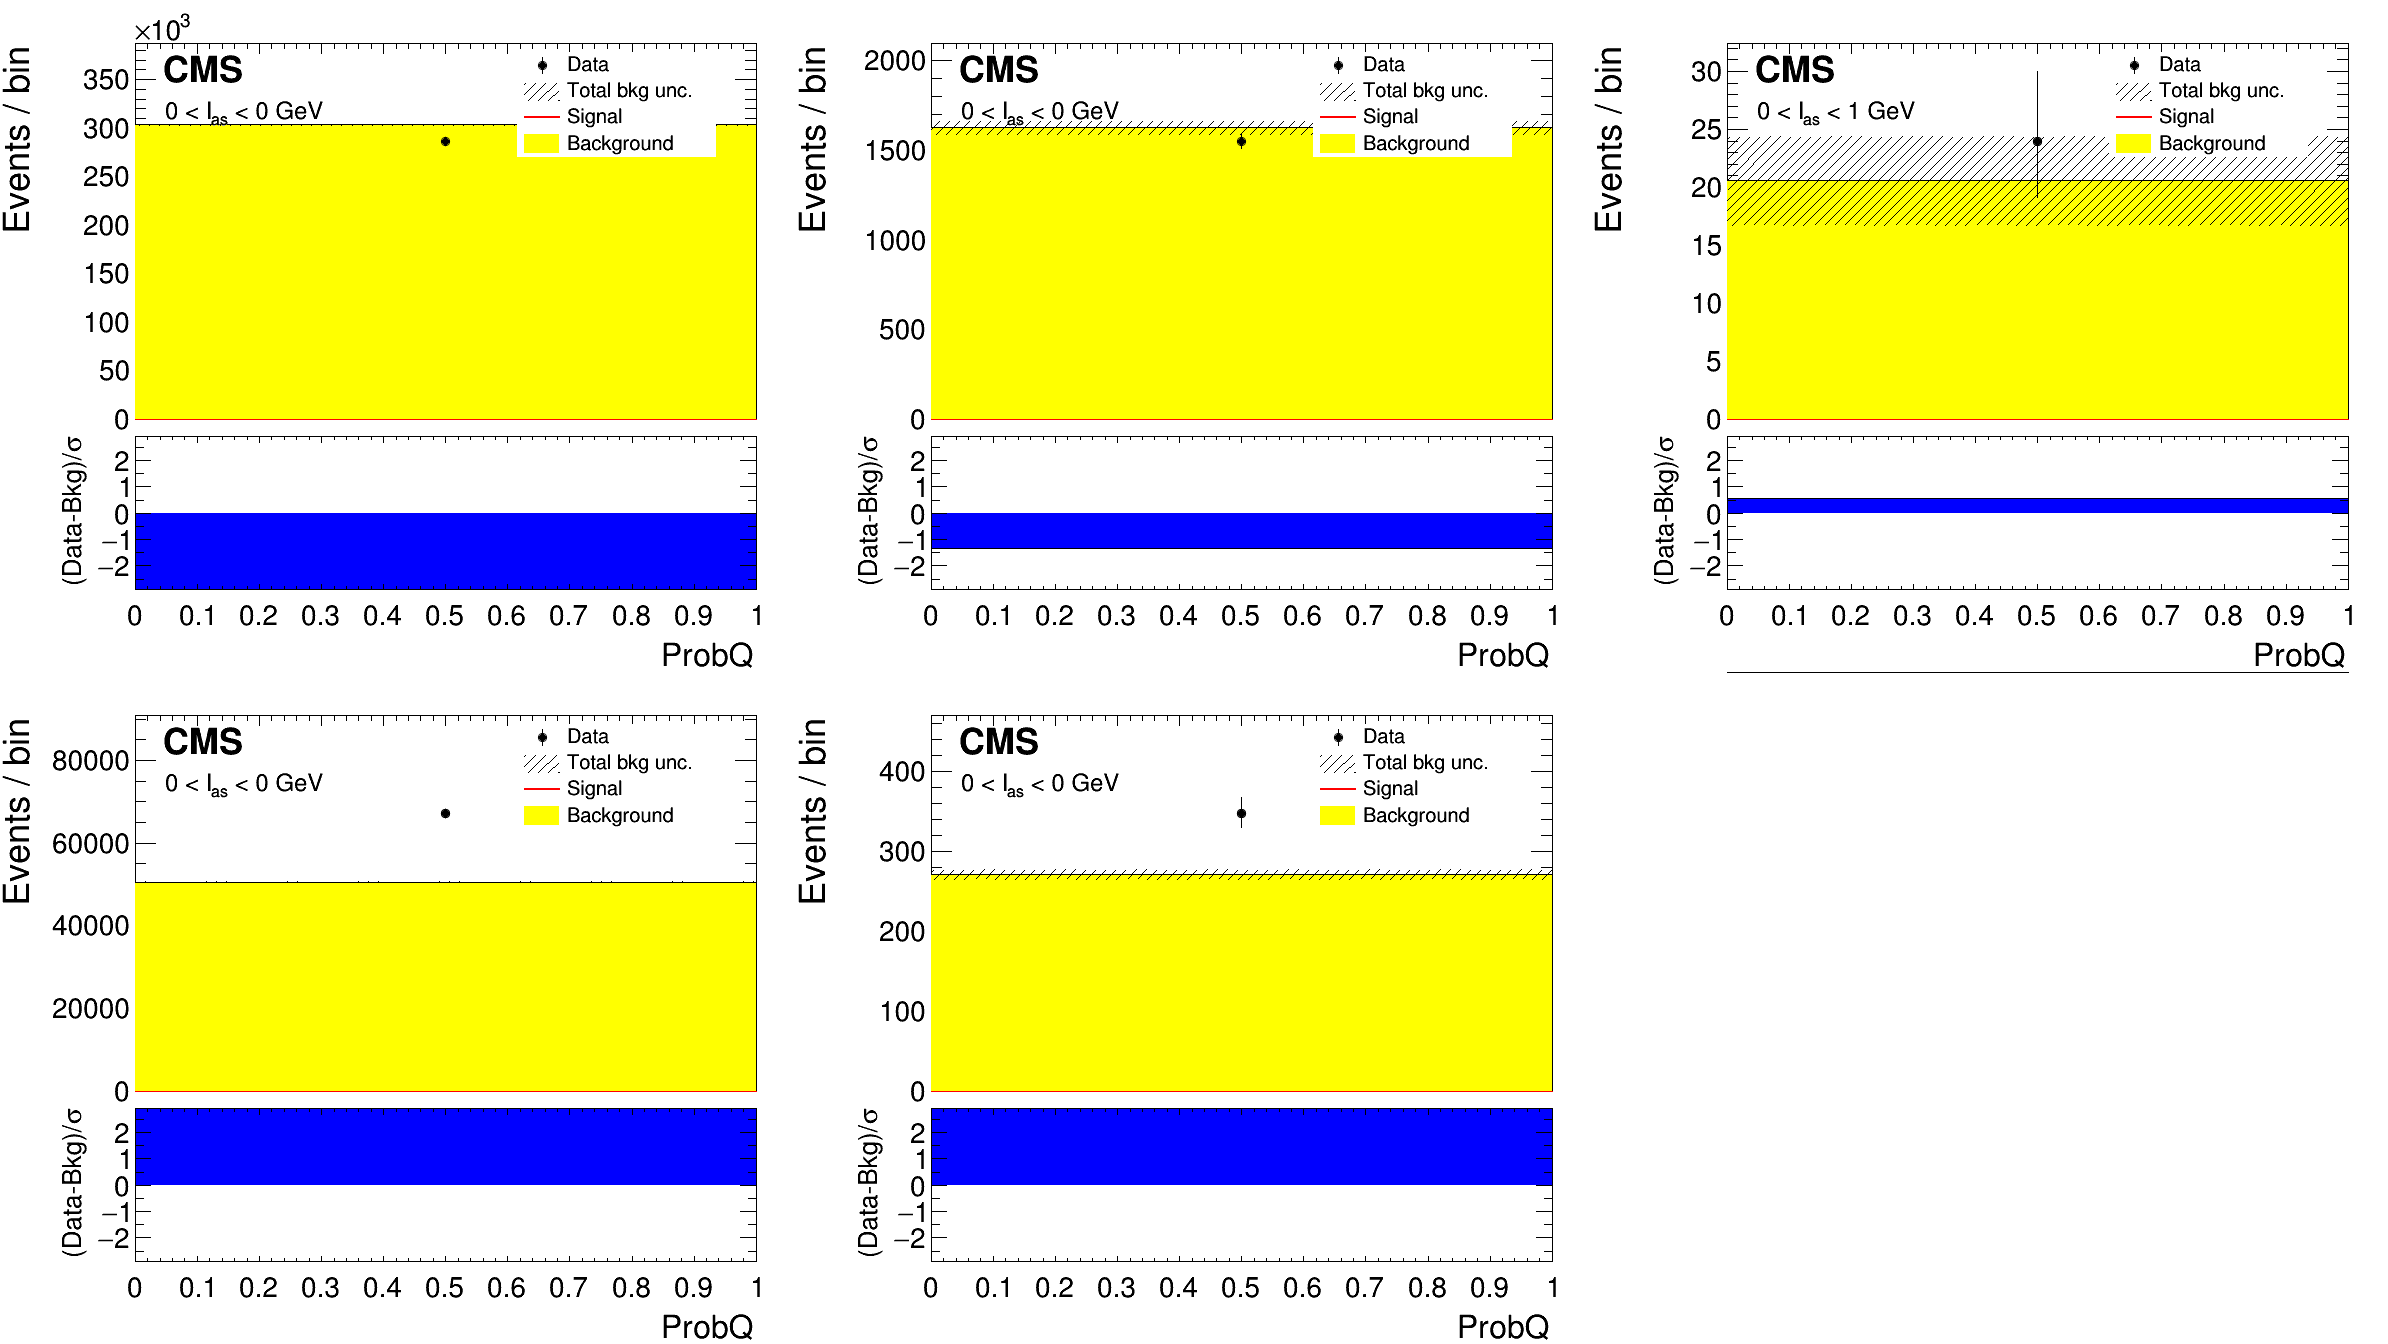 ×10³
Events / bin
CMS
0 < Ias < 0 GeV
Data
Total bkg unc.
Signal
Background
350
300
250
200
150
100
50
0
(Data-Bkg)/σ
2
1
0
−1
−2
0 0.1 0.2 0.3 0.4 0.5 0.6 0.7 0.8 0.9 1
ProbQ
Events / bin
CMS
0 < Ias < 0 GeV
Data
Total bkg unc.
Signal
Background
2000
1500
1000
500
0
(Data-Bkg)/σ
2
1
0
−1
−2
0 0.1 0.2 0.3 0.4 0.5 0.6 0.7 0.8 0.9 1
ProbQ
Events / bin
CMS
0 < Ias < 1 GeV
Data
Total bkg unc.
Signal
Background
30
25
20
15
10
5
0
(Data-Bkg)/σ
2
1
0
−1
−2
0 0.1 0.2 0.3 0.4 0.5 0.6 0.7 0.8 0.9 1
ProbQ
Events / bin
CMS
0 < Ias < 0 GeV
Data
Total bkg unc.
Signal
Background
80000
60000
40000
20000
0
(Data-Bkg)/σ
2
1
0
−1
−2
0 0.1 0.2 0.3 0.4 0.5 0.6 0.7 0.8 0.9 1
ProbQ
Events / bin
CMS
0 < Ias < 0 GeV
Data
Total bkg unc.
Signal
Background
400
300
200
100
0
(Data-Bkg)/σ
2
1
0
−1
−2
0 0.1 0.2 0.3 0.4 0.5 0.6 0.7 0.8 0.9 1
ProbQ